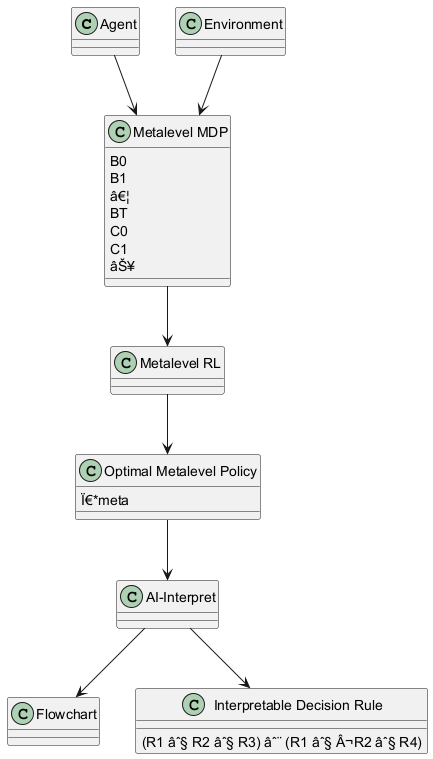 C Agent
C Environment
C Metalevel MDP
B0
B1
â€¦
BT
C0
C1
âŠ¥
C Metalevel RL
C Optimal Metalevel Policy
Ï€*meta
C AI-Interpret
C Flowchart
C Interpretable Decision Rule
(R1 âˆ§ R2 âˆ§ R3) âˆ¨ (R1 âˆ§ Â¬R2 âˆ§ R4)